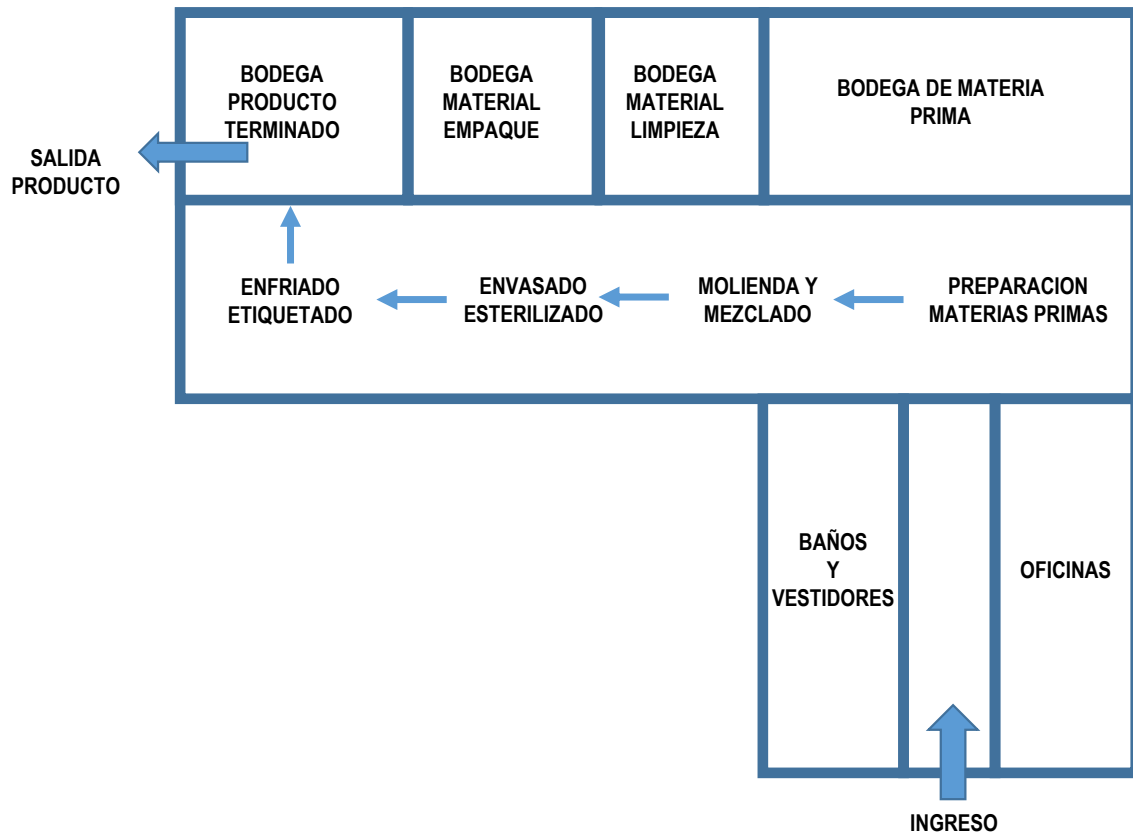 BODEGA
PRODUCTO
TERMINADO
BODEGA
MATERIAL
EMPAQUE
BODEGA
MATERIAL
LIMPIEZA
BODEGA DE MATERIA
PRIMA
SALIDA
PRODUCTO
ENFRIADO
ETIQUETADO
ENVASADO
ESTERILIZADO
MOLIENDA Y
MEZCLADO
PREPARACION
MATERIAS PRIMAS
BAÑOS
Y
VESTIDORES
OFICINAS
INGRESO